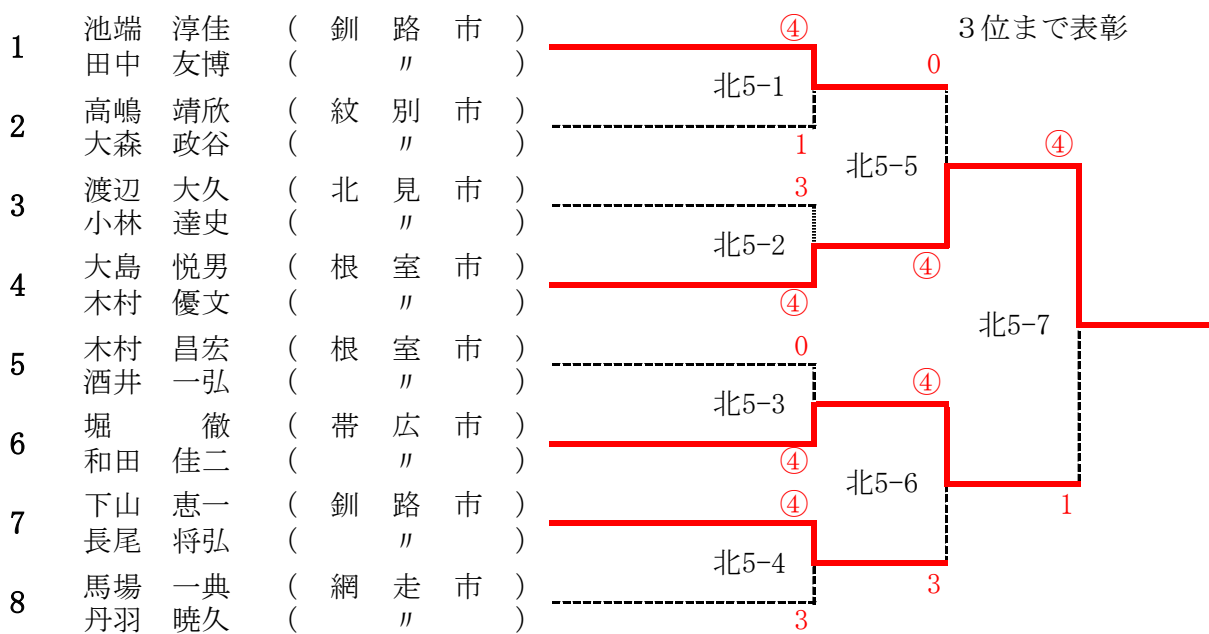 池端　淳佳　(　釧　路　市　)　④　３位まで表彰
1
田中　友博　(　〃　)　0
北5-1
高嶋　靖欣　(　紋　別　市　)
2
大森　政谷　(　〃　)　1　④
北5-5
渡辺　大久　(　北　見　市　)　3
3
小林　達史　(　〃　)
北5-2
大島　悦男　(　根　室　市　)　④
4
木村　優文　(　〃　)　④
北5-7
木村　昌宏　(　根　室　市　)　0
5
酒井　一弘　(　〃　)　④
北5-3
堀　　　徹　(　帯　広　市　)
6
和田　佳二　(　〃　)　④
北5-6
下山　恵一　(　釧　路　市　)　④　1
7
長尾　将弘　(　〃　)
北5-4
馬場　一典　(　網　走　市　)　3
8
丹羽　暁久　(　〃　)　3